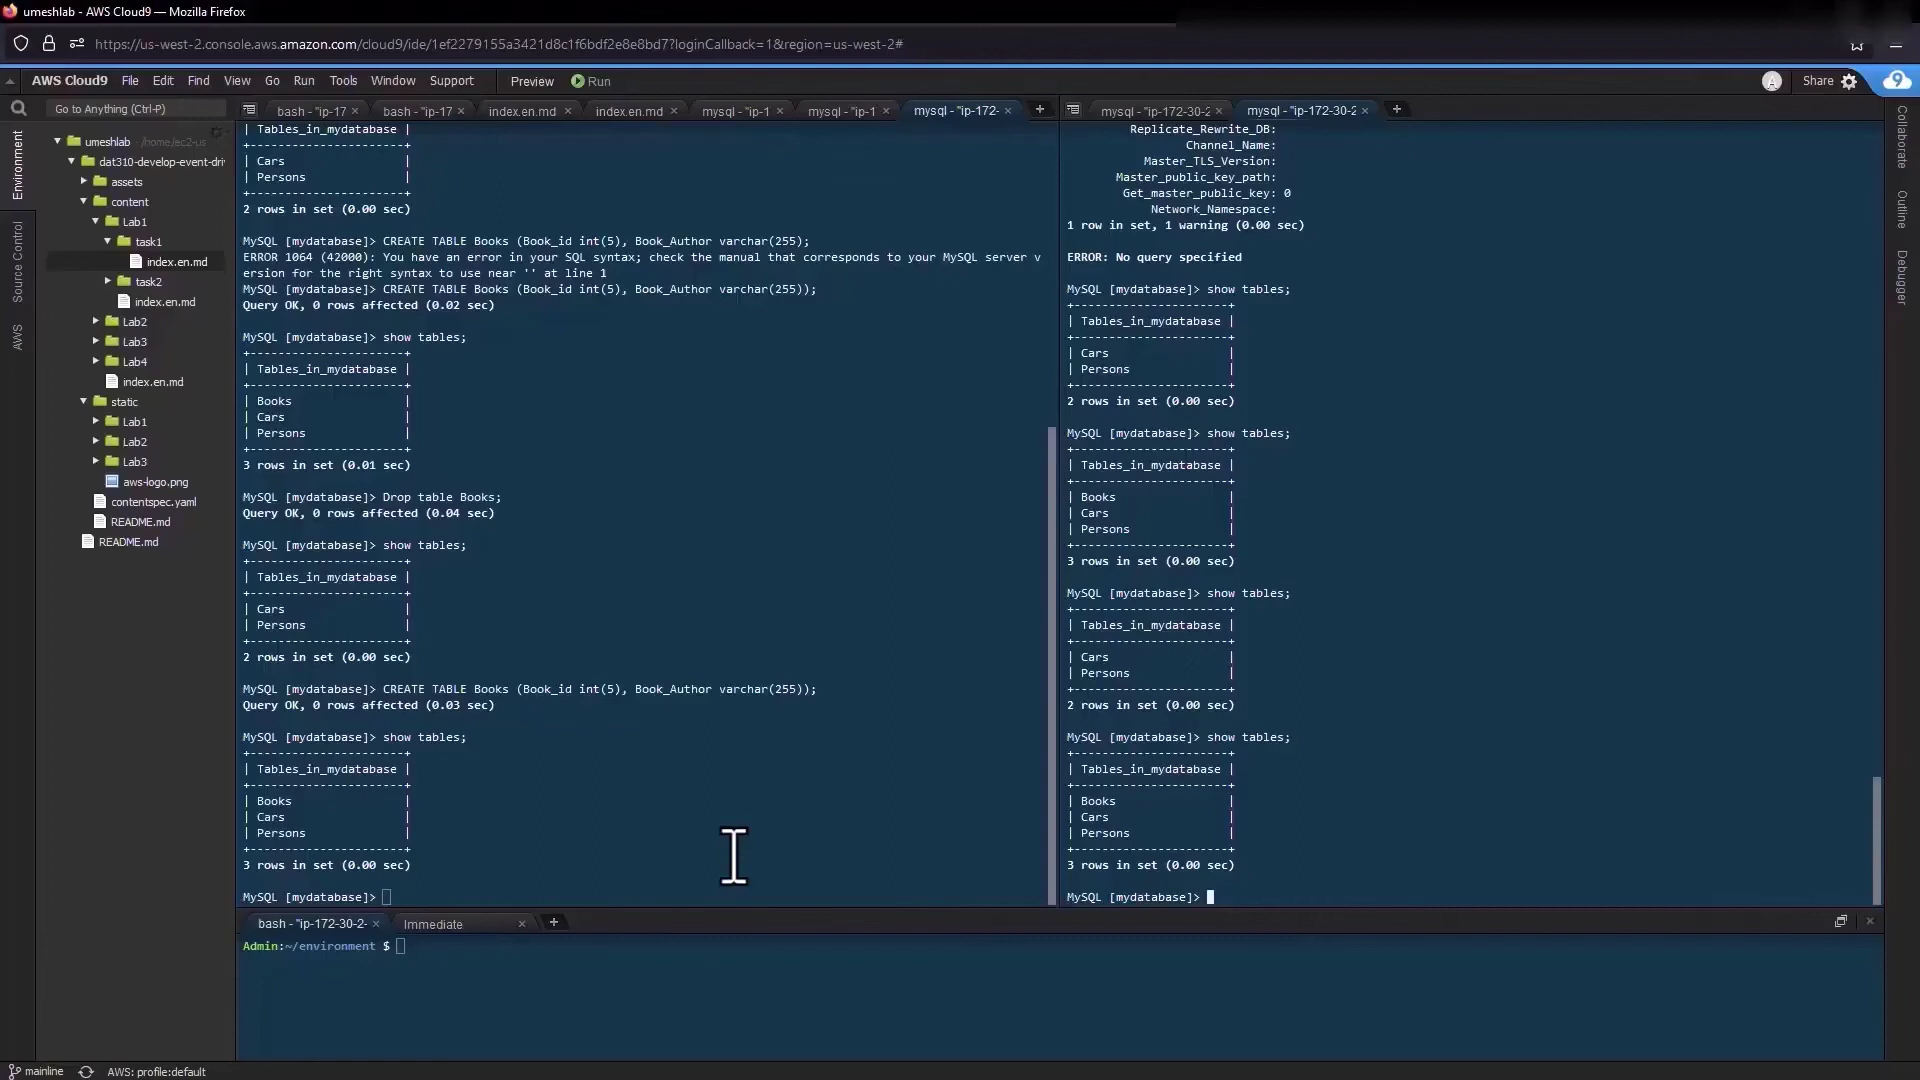 umeshlab - AWS Cloud9 — Mozilla Firefox
https://us-west-2.console.aws.amazon.com/cloud9/ide/1ef2279155a3421d8c1f6bdf2e8e8bd7?loginCallback=1&region=us-west-2#
AWS Cloud9 File Edit Find View Go Run Tools Window Support Preview Run Share
Go to Anything (Ctrl-P)
bash - "ip-17 bash - "ip-17 index.en.md index.en.md mysql - "ip-1 mysql - "ip-1 mysql - "ip-172-
mysql - "ip-172-30-2 mysql - "ip-172-30-2
Environment
Source Control
AWS
umeshlab - /home/ec2-us
dat310-develop-event-dri
assets
content
Lab1
task1
index.en.md
task2
index.en.md
Lab2
Lab3
Lab4
index.en.md
static
Lab1
Lab2
Lab3
aws-logo.png
contentspec.yaml
README.md
README.md
| Tables_in_mydatabase |
+-----------------------+
| Cars |
| Persons |
+-----------------------+
2 rows in set (0.00 sec)
MySQL [mydatabase]> CREATE TABLE Books (Book_id int(5), Book_Author varchar(255);
ERROR 1064 (42000): You have an error in your SQL syntax; check the manual that corresponds to your MySQL server v
ersion for the right syntax to use near '' at line 1
MySQL [mydatabase]> CREATE TABLE Books (Book_id int(5), Book_Author varchar(255));
Query OK, 0 rows affected (0.02 sec)
MySQL [mydatabase]> show tables;
+-----------------------+
| Tables_in_mydatabase |
+-----------------------+
| Books |
| Cars |
| Persons |
+-----------------------+
3 rows in set (0.01 sec)
MySQL [mydatabase]> Drop table Books;
Query OK, 0 rows affected (0.04 sec)
MySQL [mydatabase]> show tables;
+-----------------------+
| Tables_in_mydatabase |
+-----------------------+
| Cars |
| Persons |
+-----------------------+
2 rows in set (0.00 sec)
MySQL [mydatabase]> CREATE TABLE Books (Book_id int(5), Book_Author varchar(255));
Query OK, 0 rows affected (0.03 sec)
MySQL [mydatabase]> show tables;
+-----------------------+
| Tables_in_mydatabase |
+-----------------------+
| Books |
| Cars |
| Persons |
+-----------------------+
3 rows in set (0.00 sec)
MySQL [mydatabase]>
Replicate_Rewrite_DB:
Channel_Name:
Master_TLS_Version:
Master_public_key_path:
Get_master_public_key: 0
Network_Namespace:
1 row in set, 1 warning (0.00 sec)
ERROR: No query specified
MySQL [mydatabase]> show tables;
+-----------------------+
| Tables_in_mydatabase |
+-----------------------+
| Cars |
| Persons |
+-----------------------+
2 rows in set (0.00 sec)
MySQL [mydatabase]> show tables;
+-----------------------+
| Tables_in_mydatabase |
+-----------------------+
| Books |
| Cars |
| Persons |
+-----------------------+
3 rows in set (0.00 sec)
MySQL [mydatabase]> show tables;
+-----------------------+
| Tables_in_mydatabase |
+-----------------------+
| Cars |
| Persons |
+-----------------------+
2 rows in set (0.00 sec)
MySQL [mydatabase]> show tables;
+-----------------------+
| Tables_in_mydatabase |
+-----------------------+
| Books |
| Cars |
| Persons |
+-----------------------+
3 rows in set (0.00 sec)
MySQL [mydatabase]>
Collaborate
Outline
Debugger
bash - "ip-172-30-2- Immediate
Admin:~/environment $
mainline AWS: profile:default